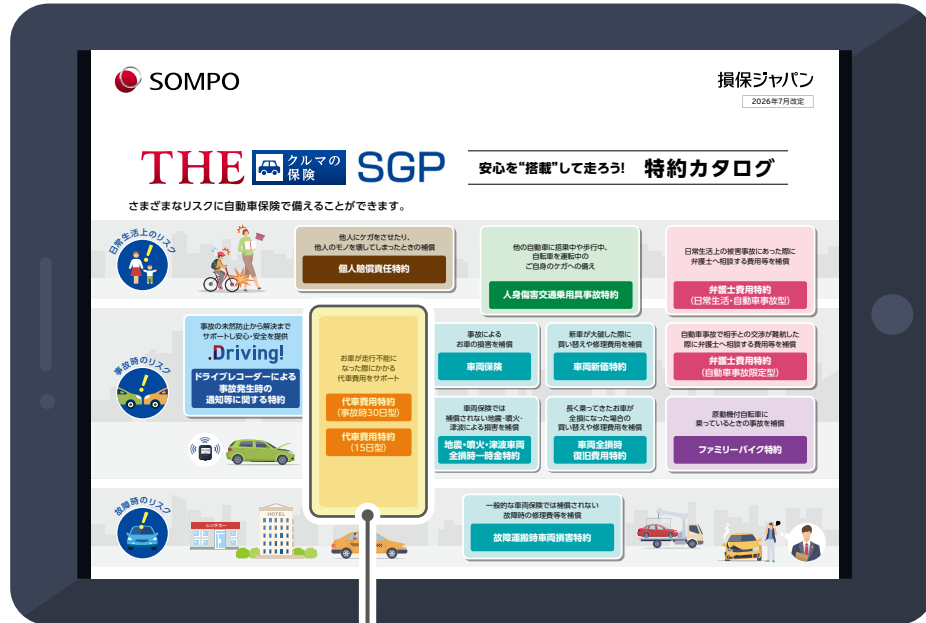 SOMPO
損保ジャパン
2026年7月改定
THE クルマの保険 SGP
安心を“搭載”して走ろう! 特約カタログ
さまざまなリスクに自動車保険で備えることができます。
日常生活上のリスク
他人にケガをさせたり、
他人のモノを壊してしまったときの補償
個人賠償責任特約
他の自動車に搭乗中や歩行中、
自転車を運転中の
ご自身のケガへの備え
人身傷害交通乗用具事故特約
日常生活上の被害事故にあった際に
弁護士へ相談する費用等を補償
弁護士費用特約
(日常生活・自動車事故型)
事故時のリスク
事故の未然防止から解決まで
サポートし安心・安全を提供
.Driving!
ドライブレコーダーによる
事故発生時の
通知等に関する特約
お車が走行不能に
なった際にかかる
代車費用をサポート
代車費用特約
(事故時30日型)
代車費用特約
(15日型)
事故による
お車の損害を補償
車両保険
新車が大破した際に
買い替えや修理費用を補償
車両新価特約
自動車事故で相手との交渉が難航した
際に弁護士へ相談する費用等を補償
弁護士費用特約
(自動車事故限定型)
車両保険では
補償されない地震・噴火・
津波による損害を補償
地震・噴火・津波車両
全損時一時金特約
長く乗ってきたお車が
全損になった場合の
買い替えや修理費用を補償
車両全損時
復旧費用特約
原動機付自転車に
乗っているときの事故を補償
ファミリーバイク特約
故障時のリスク
レンタカー
HOTEL
一般的な車両保険では補償されない
故障時の修理費等を補償
故障運搬時車両損害特約